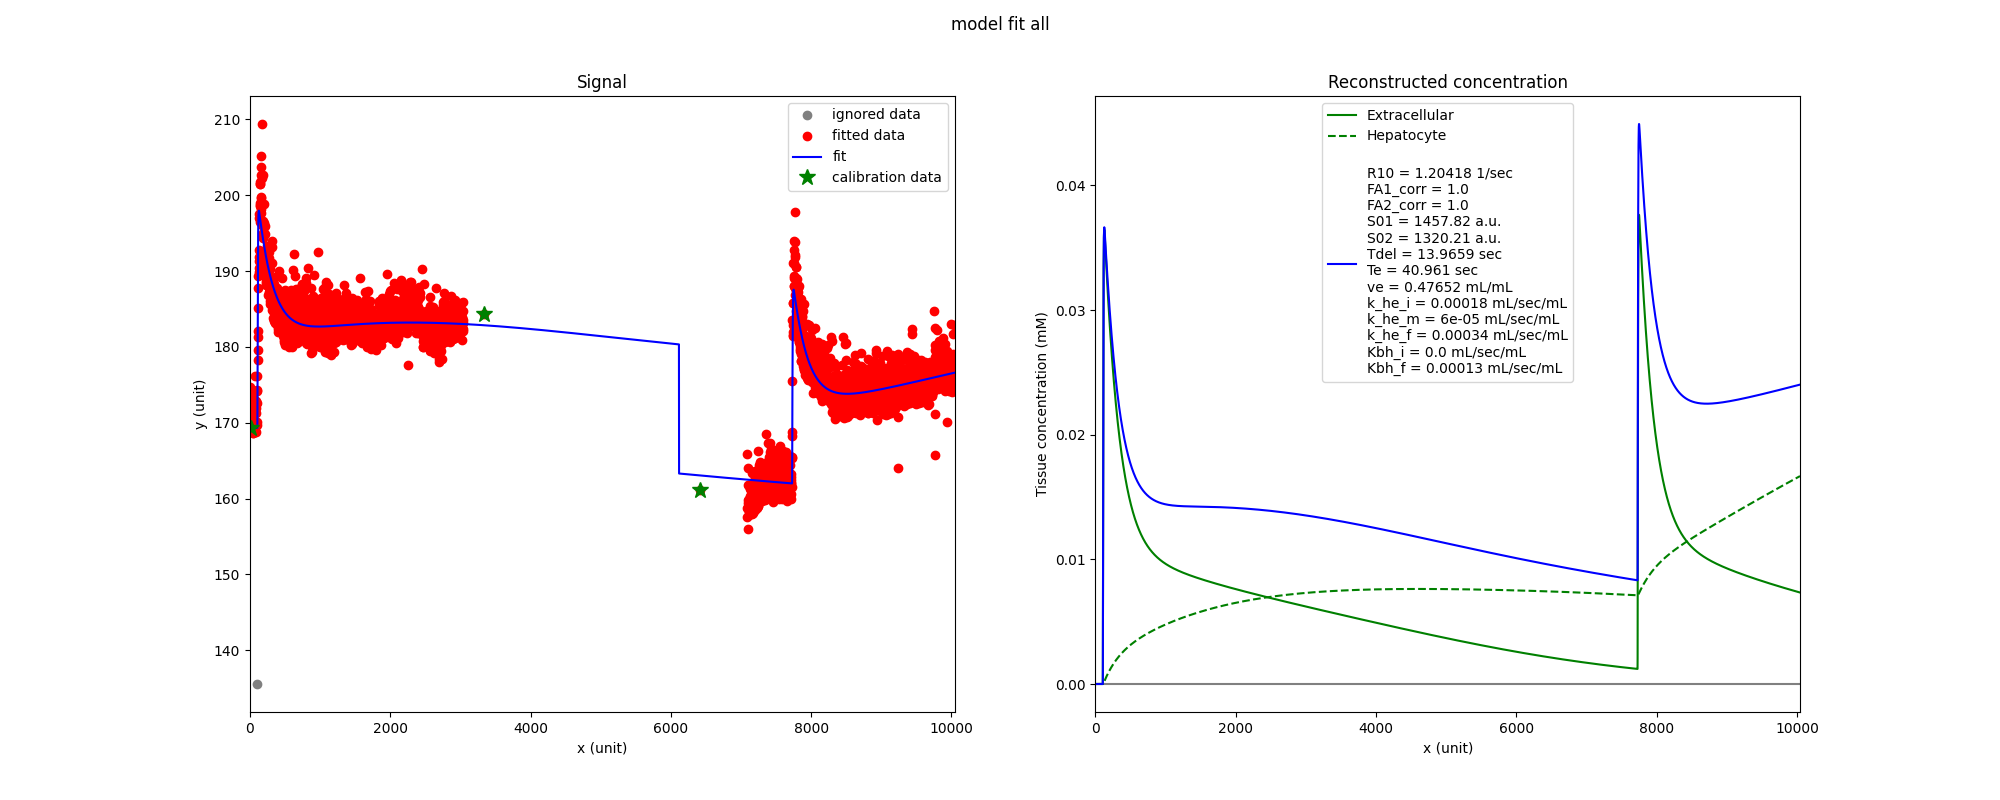 model fit all
Signal
210
200
190
180
170
160
150
140
y (unit)
0
2000
4000
6000
8000
10000
x (unit)
ignored data
fitted data
fit
calibration data
Reconstructed concentration
0.04
0.03
0.02
0.01
0.00
Tissue concentration (mM)
0
2000
4000
6000
8000
10000
x (unit)
Extracellular
Hepatocyte
R10 = 1.20418 1/sec
FA1_corr = 1.0
FA2_corr = 1.0
S01 = 1457.82 a.u.
S02 = 1320.21 a.u.
Tdel = 13.9659 sec
Te = 40.961 sec
ve = 0.47652 mL/mL
k_he_i = 0.00018 mL/sec/mL
k_he_m = 6e-05 mL/sec/mL
k_he_f = 0.00034 mL/sec/mL
Kbh_i = 0.0 mL/sec/mL
Kbh_f = 0.00013 mL/sec/mL